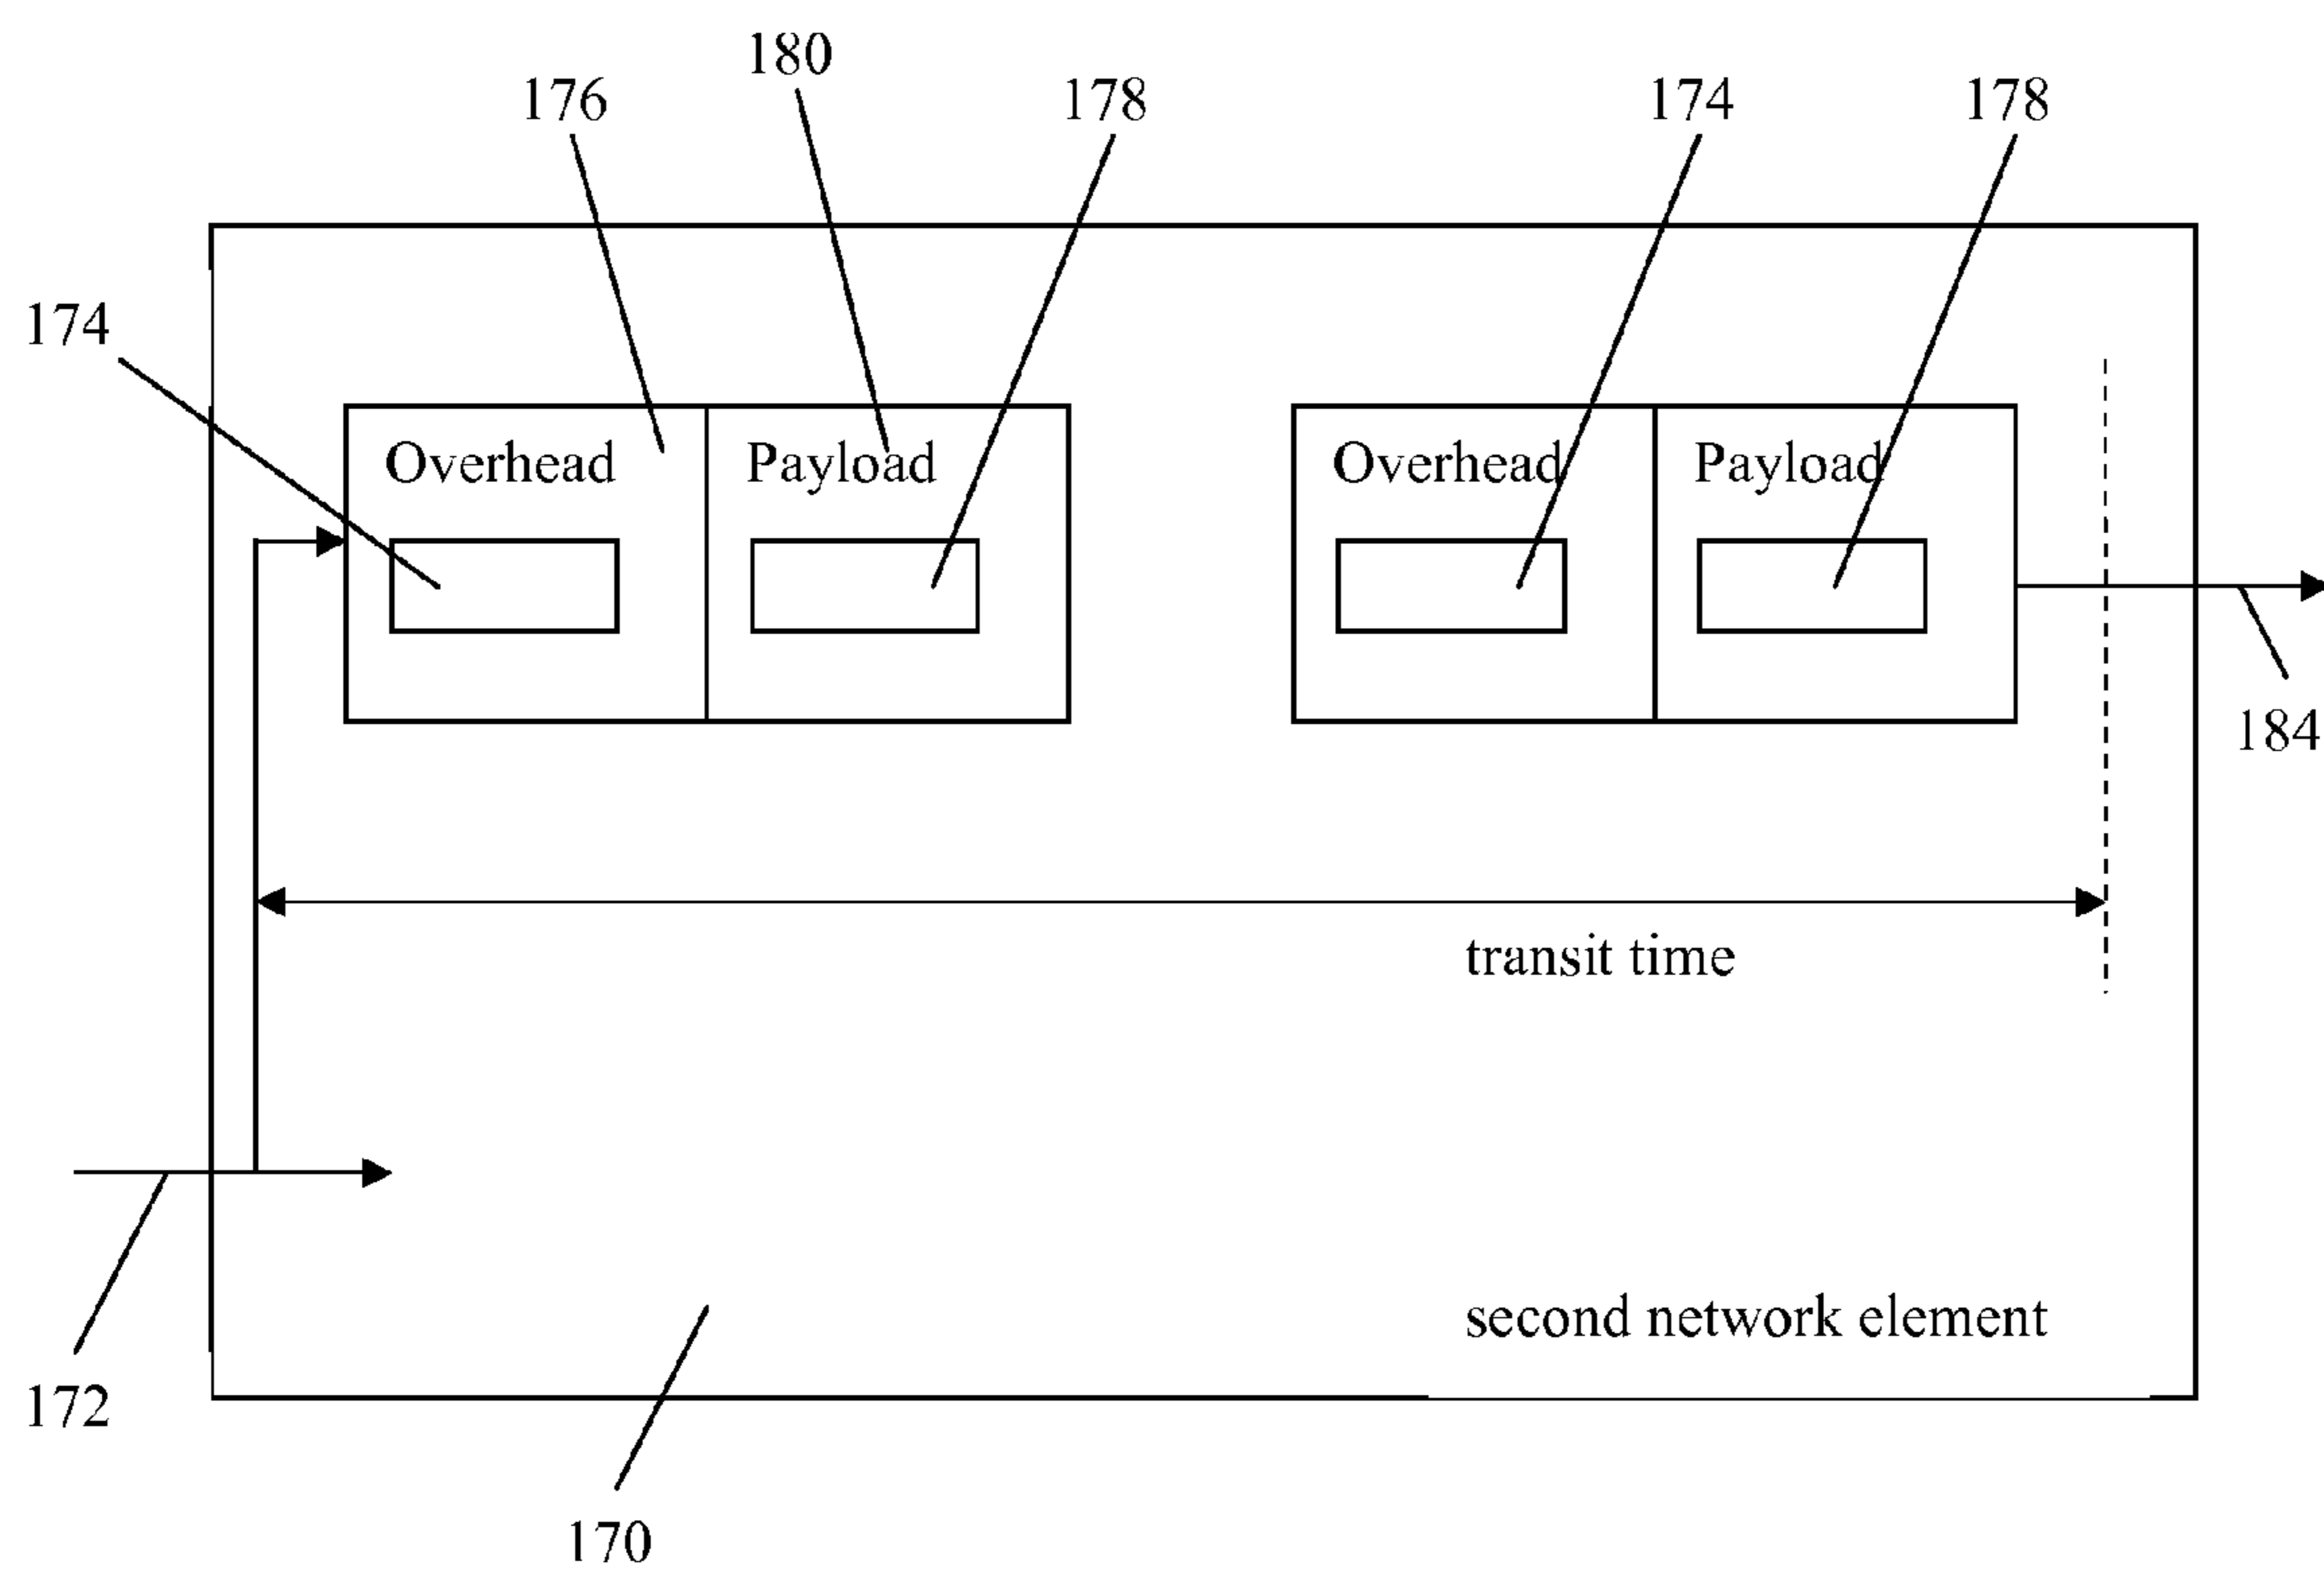 180
176
178
174
178
174
Overhead
Payload
Overhead
Payload
184
transit time
second network element
172
170